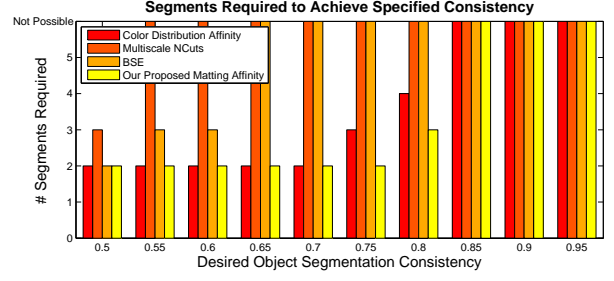 Segments Required to Achieve Specified Consistency
Not Possible
5
4
3
2
1
0
# Segments Required
Color Distribution Affinity
Multiscale NCuts
BSE
Our Proposed Matting Affinity
0.5 0.55 0.6 0.65 0.7 0.75 0.8 0.85 0.9 0.95
Desired Object Segmentation Consistency